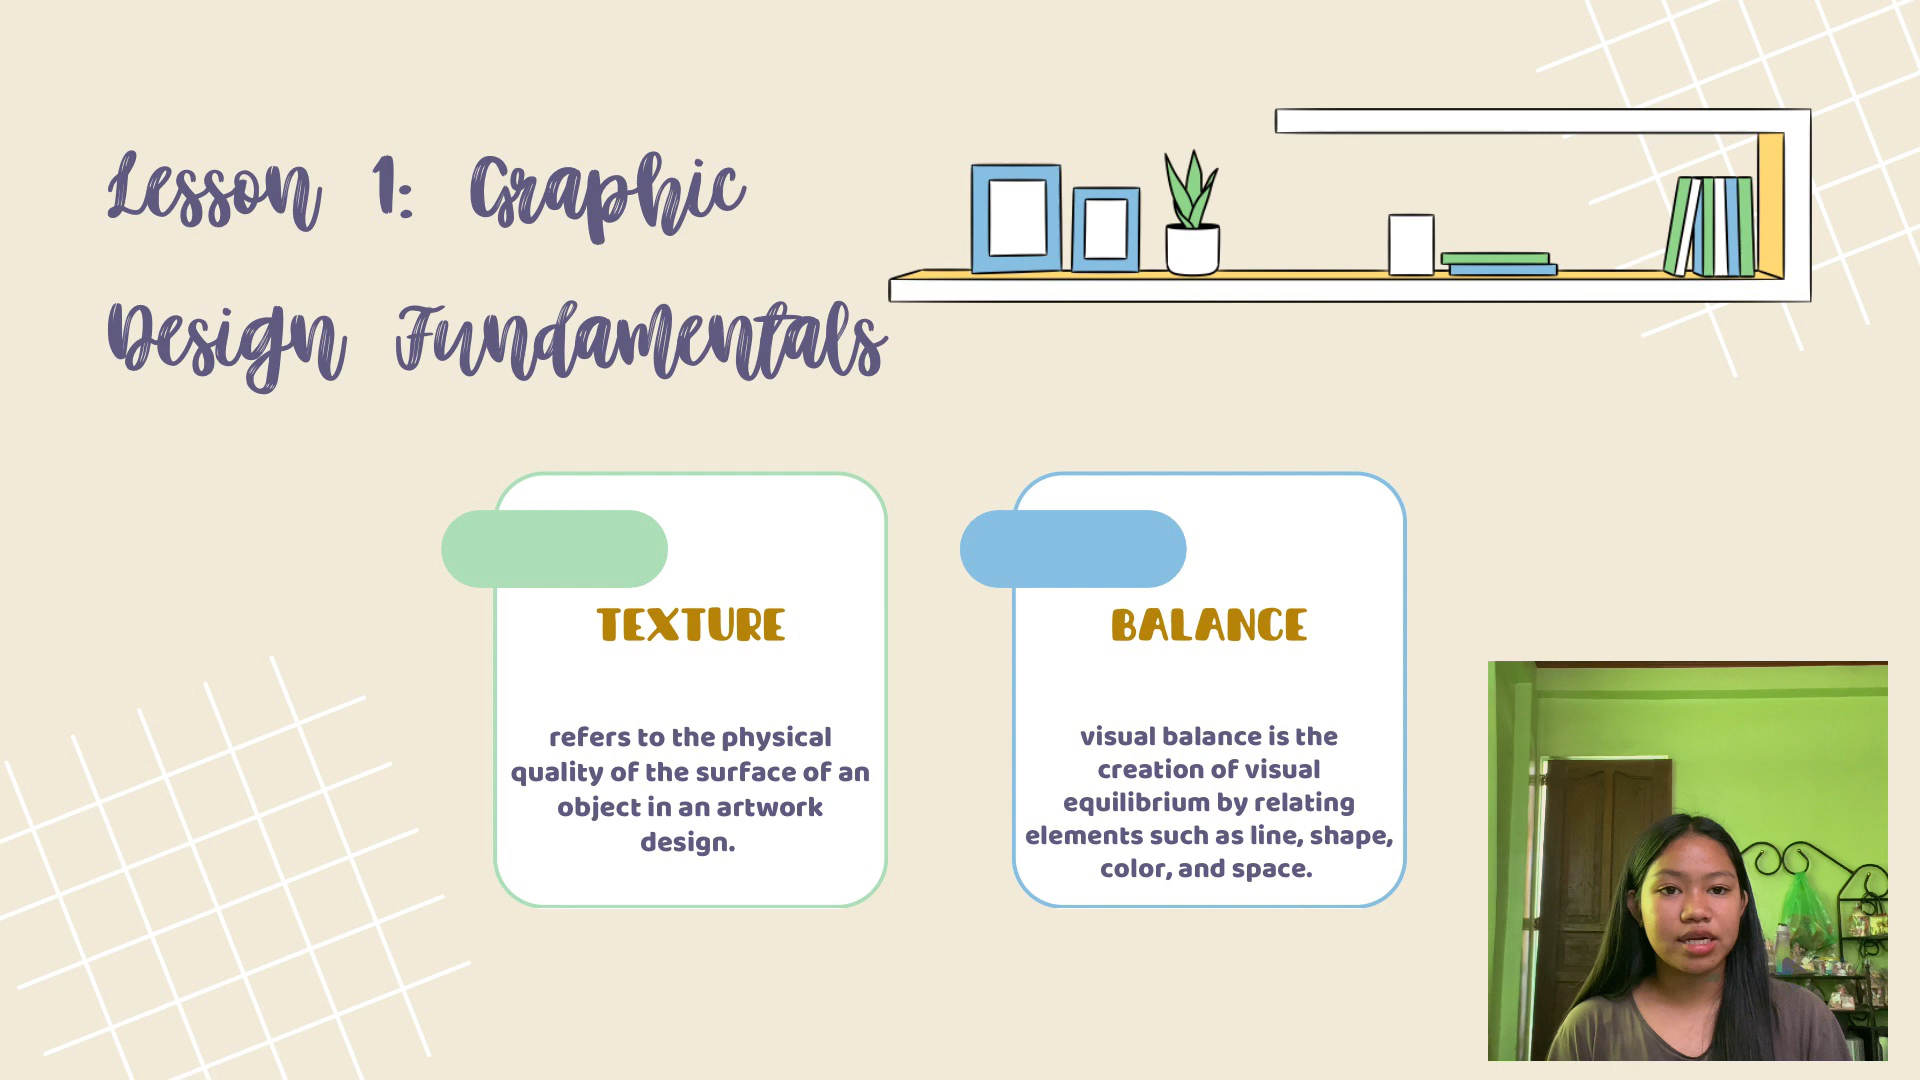 Lesson 1: Graphic
Design Fundamentals
TEXTURE
refers to the physical
quality of the surface of an
object in an artwork
design.
BALANCE
visual balance is the
creation of visual
equilibrium by relating
elements such as line, shape,
color, and space.